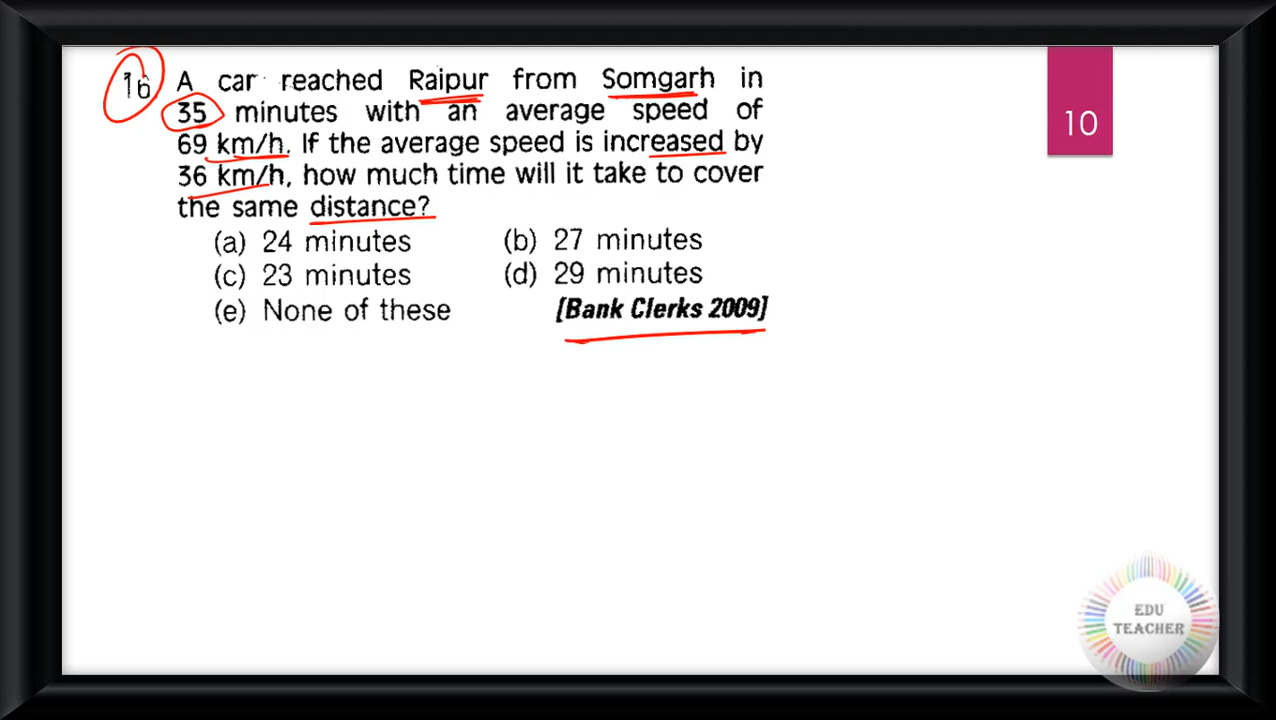 16 A car reached Raipur from Somgarh in
35 minutes with an average speed of
69 km/h. If the average speed is increased by
36 km/h, how much time will it take to cover
the same distance?
(a) 24 minutes (b) 27 minutes
(c) 23 minutes (d) 29 minutes
(e) None of these [Bank Clerks 2009]
10
EDU
TEACHER